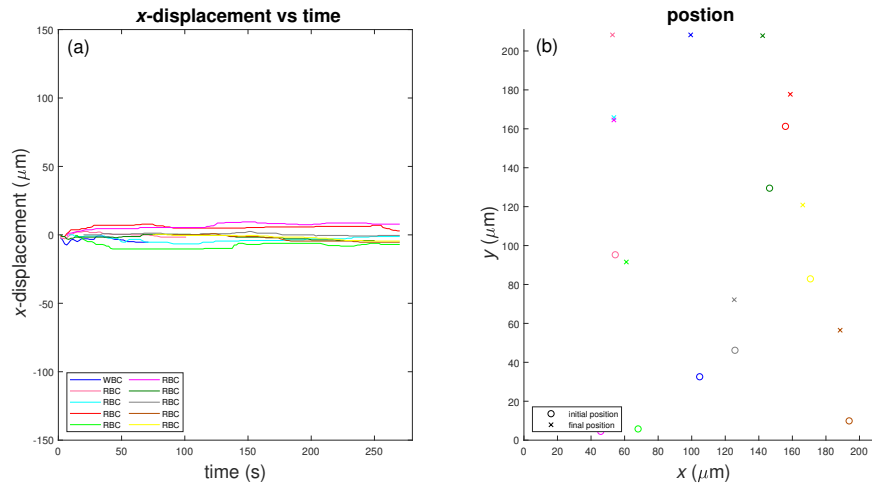 x-displacement vs time
(a)
150
100
50
0
-50
-100
-150
x-displacement (μm)
WBC RBC
RBC RBC
RBC RBC
RBC RBC
RBC RBC
0 50 100 150 200 250
time (s)
postion
(b)
200
180
160
140
120
100
80
60
40
20
0
y (μm)
initial position
final position
0 20 40 60 80 100 120 140 160 180 200
x (μm)